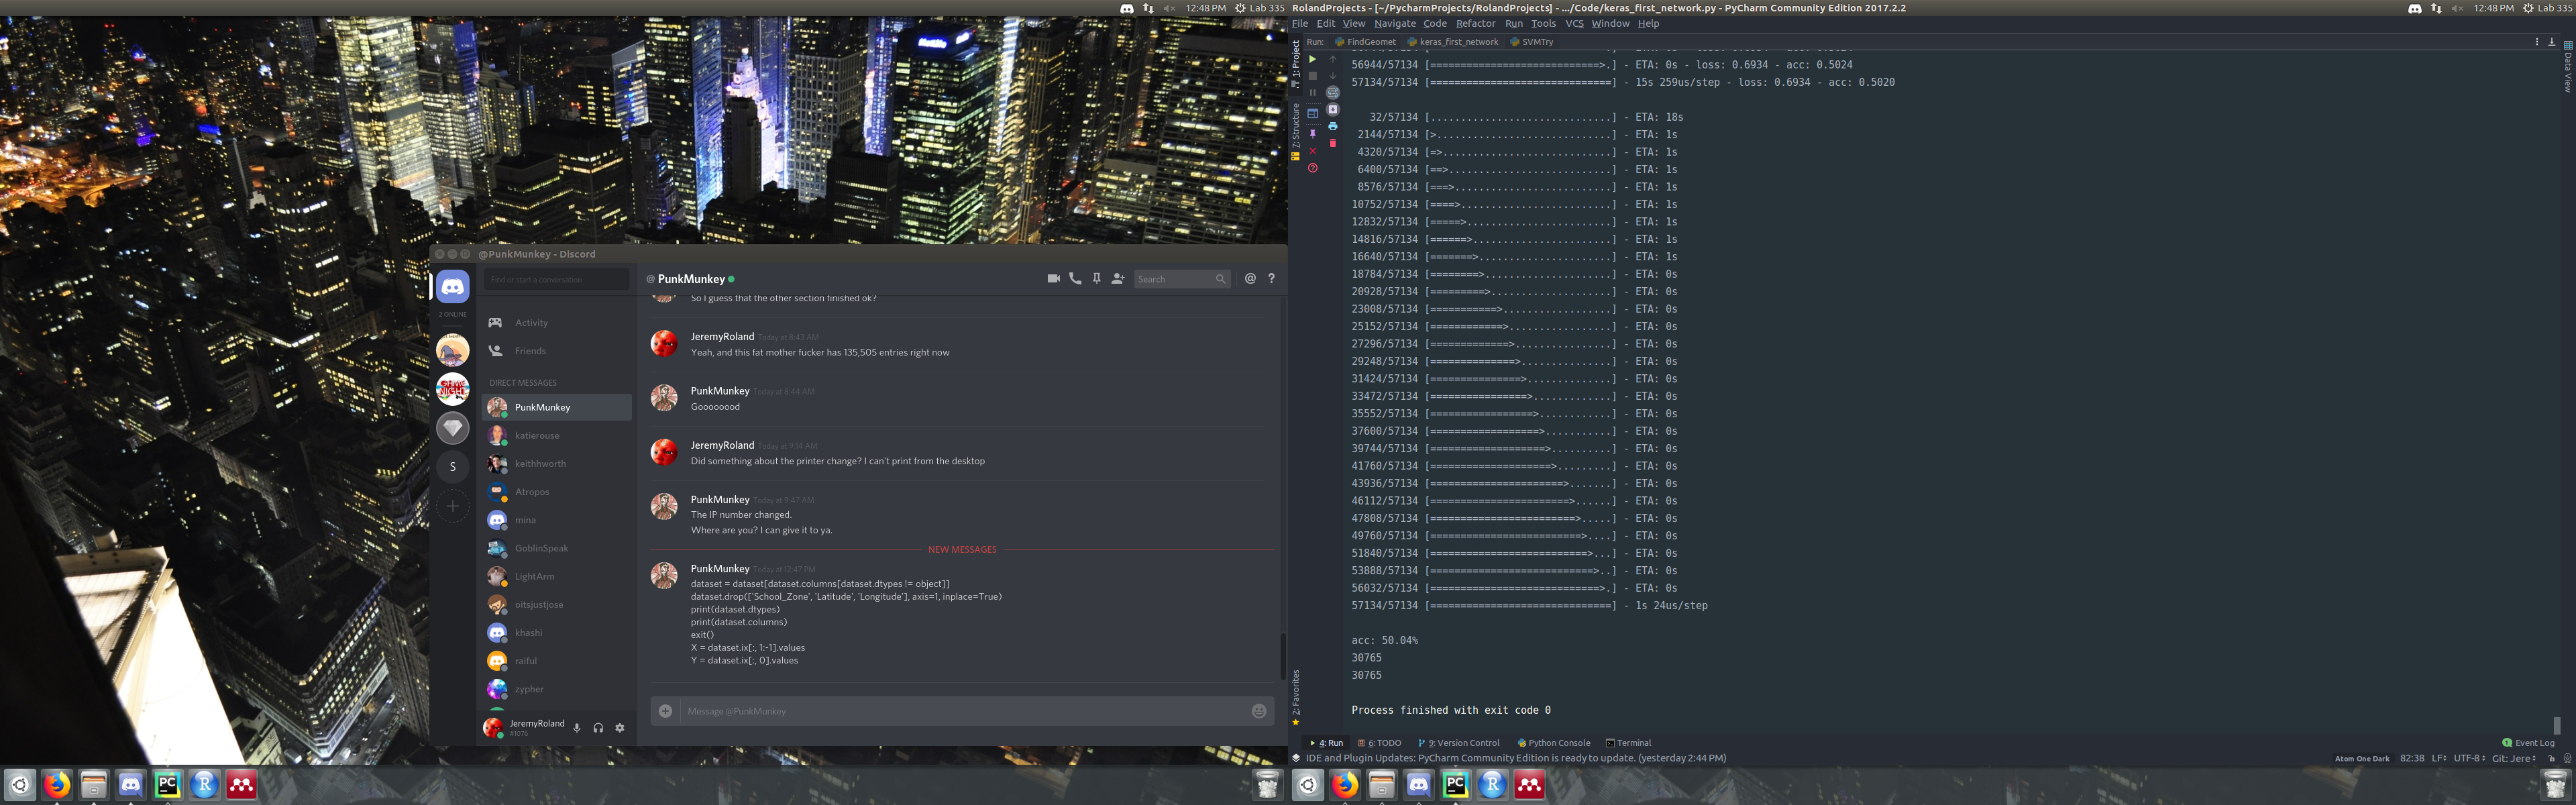 12:48 PM Lab 335
RolandProjects - [~/PycharmProjects/RolandProjects] - .../Code/keras_first_network.py - PyCharm Community Edition 2017.2.2
12:48 PM Lab 335
File Edit View Navigate Code Refactor Run Tools VCS Window Help
MetLife
@PunkMunkey - Discord
Find or start a conversation
@ PunkMunkey
Search
2 ONLINE
Activity
Friends
DIRECT MESSAGES
PunkMunkey
katierouse
keithhworth
Atropos
mina
GoblinSpeak
LightArm
oitsjustjose
khashi
raiful
zypher
S
JeremyRoland
#1076
So I guess that the other section finished ok?
JeremyRoland Today at 8:43 AM
Yeah, and this fat mother fucker has 135,505 entries right now
PunkMunkey Today at 8:44 AM
Goooooood
JeremyRoland Today at 9:14 AM
Did something about the printer change? I can't print from the desktop
PunkMunkey Today at 9:47 AM
The IP number changed.
Where are you? I can give it to ya.
NEW MESSAGES
PunkMunkey Today at 12:47 PM
dataset = dataset[dataset.columns[dataset.dtypes != object]]
dataset.drop(['School_Zone', 'Latitude', 'Longitude'], axis=1, inplace=True)
print(dataset.dtypes)
print(dataset.columns)
exit()
X = dataset.ix[:, 1:-1].values
Y = dataset.ix[:, 0].values
Message @PunkMunkey
Run: FindGeomet keras_first_network SVMTry
1: Project
7: Structure
2: Favorites
Data View
56944/57134 [============================>.] - ETA: 0s - loss: 0.6934 - acc: 0.5024
57134/57134 [==============================] - 15s 259us/step - loss: 0.6934 - acc: 0.5020
32/57134 [..............................] - ETA: 18s
2144/57134 [>.............................] - ETA: 1s
4320/57134 [=>............................] - ETA: 1s
6400/57134 [==>...........................] - ETA: 1s
8576/57134 [===>..........................] - ETA: 1s
10752/57134 [====>.........................] - ETA: 1s
12832/57134 [=====>........................] - ETA: 1s
14816/57134 [======>.......................] - ETA: 1s
16640/57134 [=======>......................] - ETA: 1s
18784/57134 [========>.....................] - ETA: 0s
20928/57134 [=========>....................] - ETA: 0s
23008/57134 [===========>..................] - ETA: 0s
25152/57134 [============>.................] - ETA: 0s
27296/57134 [=============>................] - ETA: 0s
29248/57134 [==============>...............] - ETA: 0s
31424/57134 [===============>..............] - ETA: 0s
33472/57134 [================>.............] - ETA: 0s
35552/57134 [=================>............] - ETA: 0s
37600/57134 [==================>...........] - ETA: 0s
39744/57134 [===================>..........] - ETA: 0s
41760/57134 [====================>.........] - ETA: 0s
43936/57134 [======================>.......] - ETA: 0s
46112/57134 [=======================>......] - ETA: 0s
47808/57134 [========================>.....] - ETA: 0s
49760/57134 [=========================>....] - ETA: 0s
51840/57134 [==========================>...] - ETA: 0s
53888/57134 [===========================>..] - ETA: 0s
56032/57134 [============================>.] - ETA: 0s
57134/57134 [==============================] - 1s 24us/step
acc: 50.04%
30765
30765
Process finished with exit code 0
4: Run 6: TODO 9: Version Control Python Console Terminal Event Log
IDE and Plugin Updates: PyCharm Community Edition is ready to update. (yesterday 2:44 PM)
Atom One Dark 82:38 LF UTF-8 Git: Jere